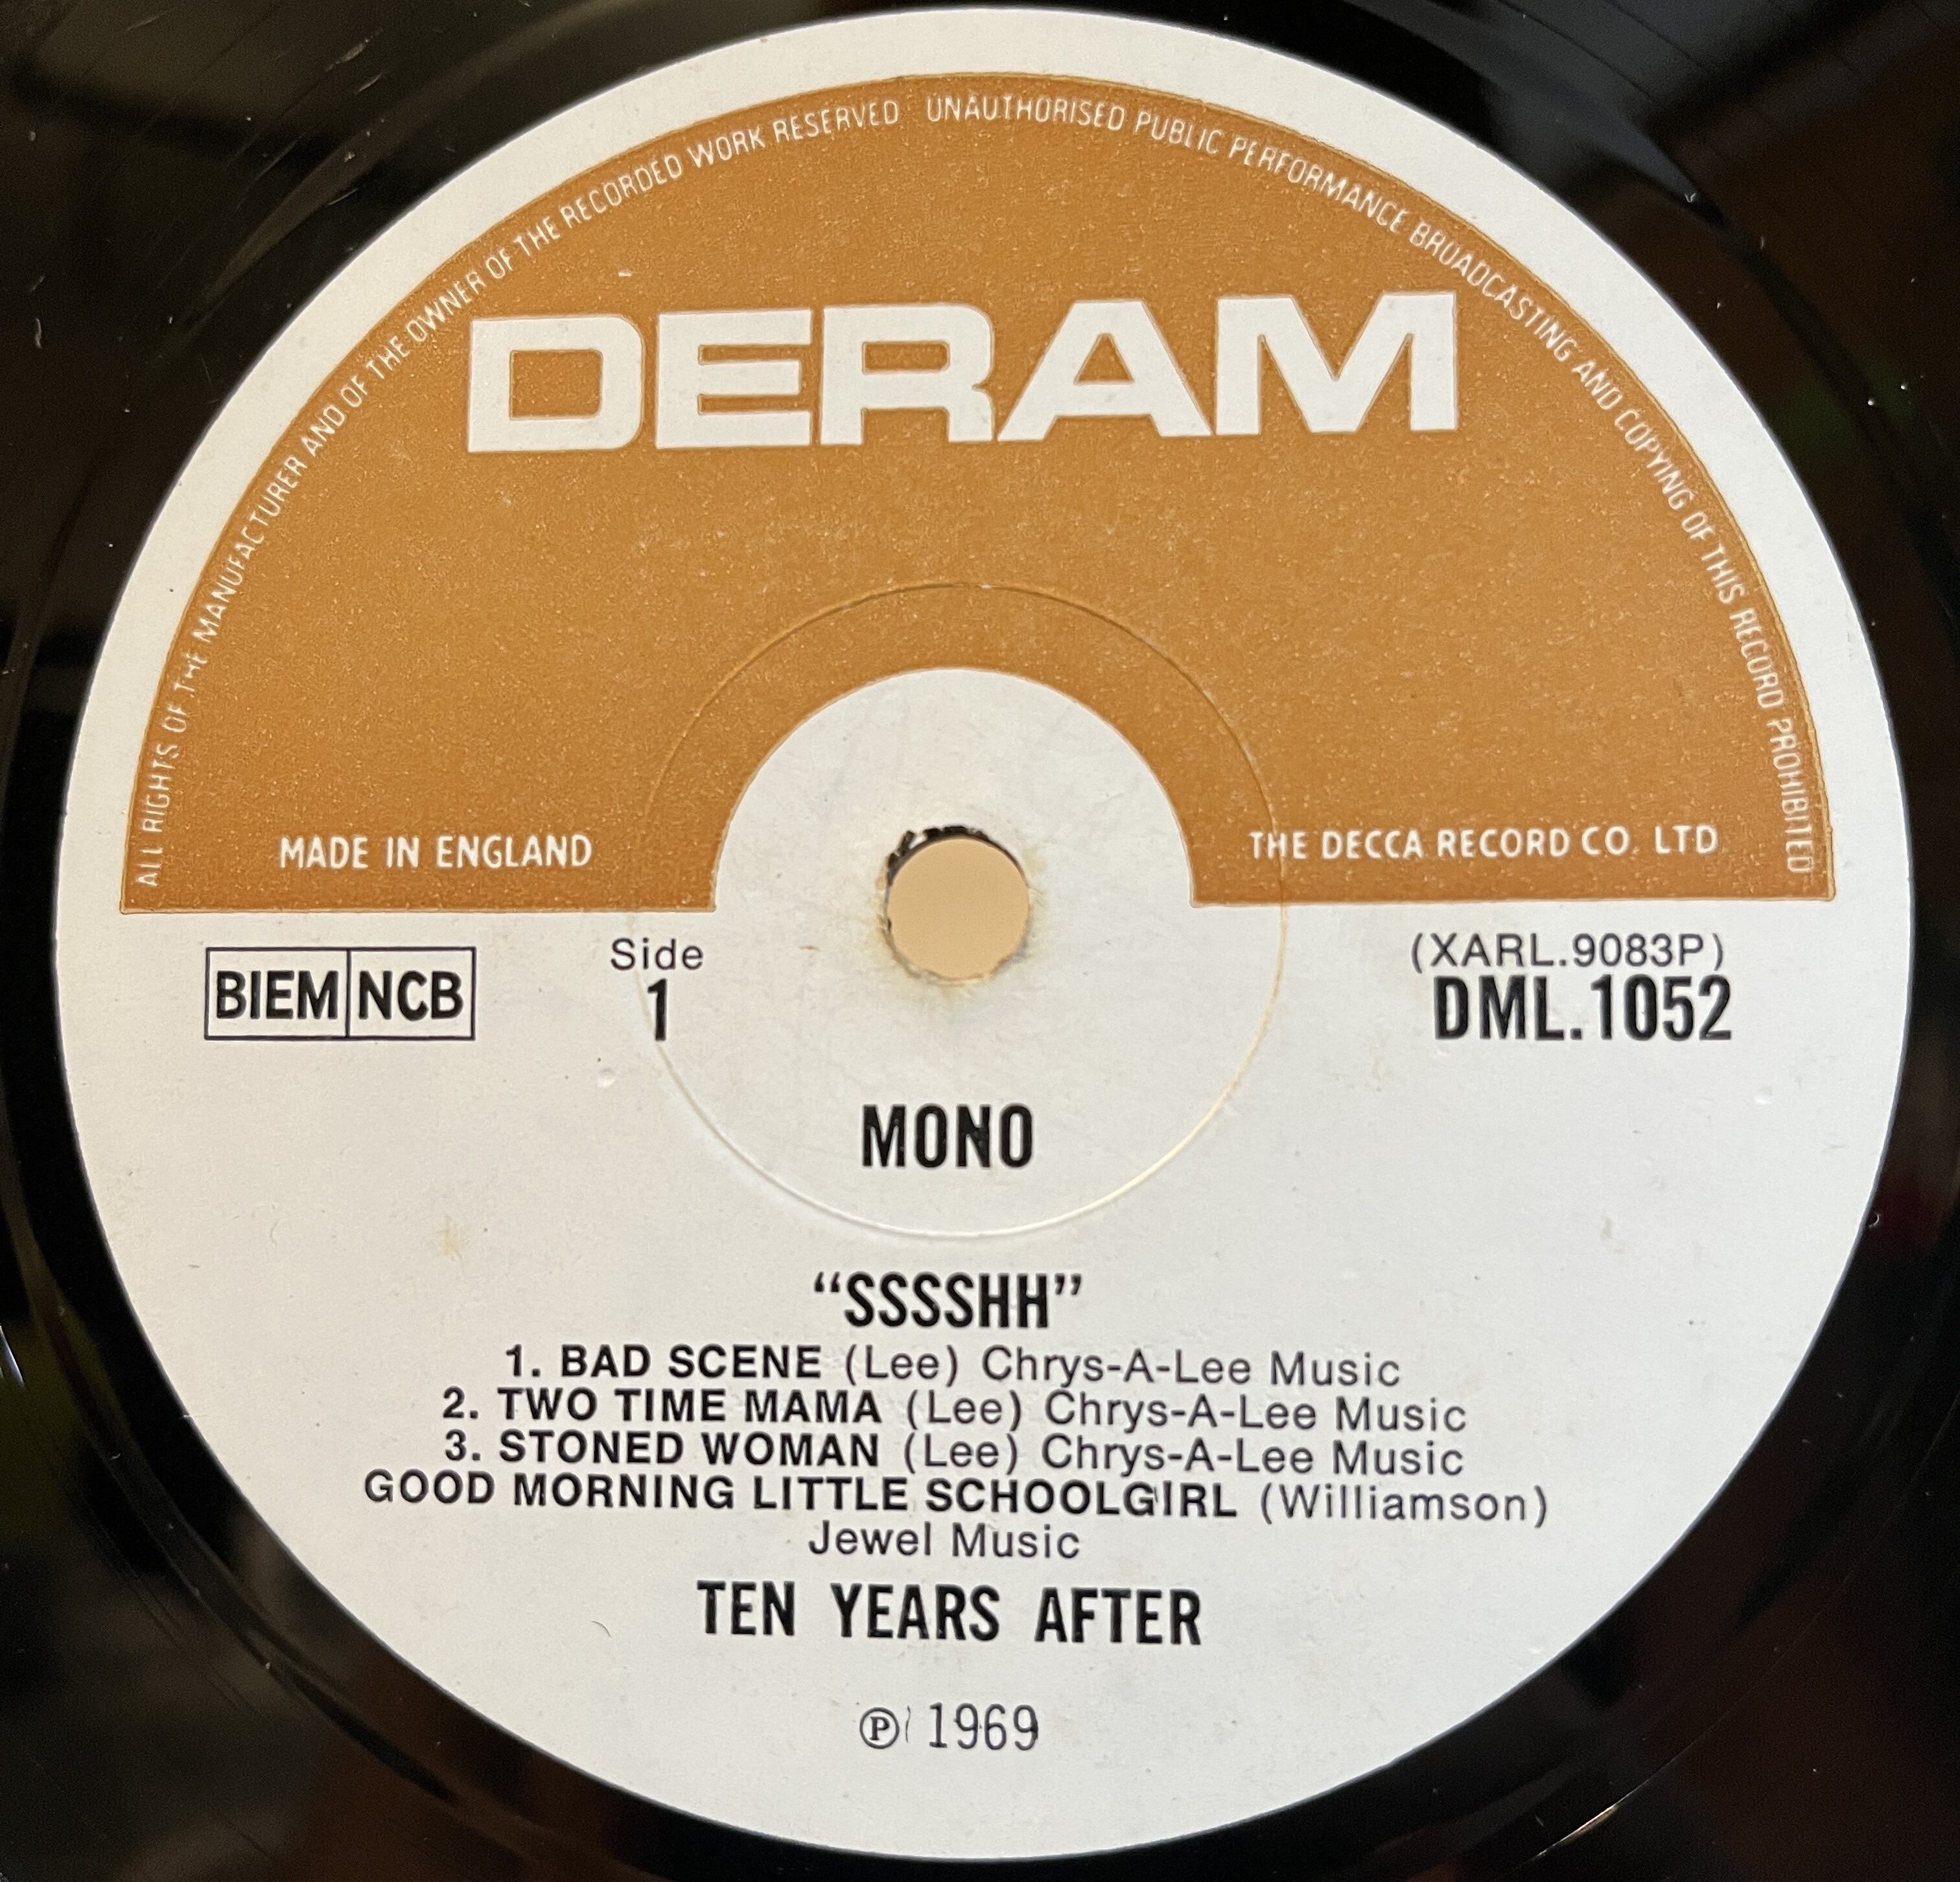 ALL RIGHTS OF THE MANUFACTURER AND OF THE OWNER OF THE RECORDED WORK RESERVED UNAUTHORISED PUBLIC PERFORMANCE BROADCASTING AND COPYING OF THIS RECORD PROHIBITED
DERAM
MADE IN ENGLAND
THE DECCA RECORD CO. LTD
BIEM NCB
Side
1
(XARL.9083P)
DML.1052
MONO
“SSSSHH”
1. BAD SCENE (Lee) Chrys-A-Lee Music
2. TWO TIME MAMA (Lee) Chrys-A-Lee Music
3. STONED WOMAN (Lee) Chrys-A-Lee Music
GOOD MORNING LITTLE SCHOOLGIRL (Williamson)
Jewel Music
TEN YEARS AFTER
℗ 1969